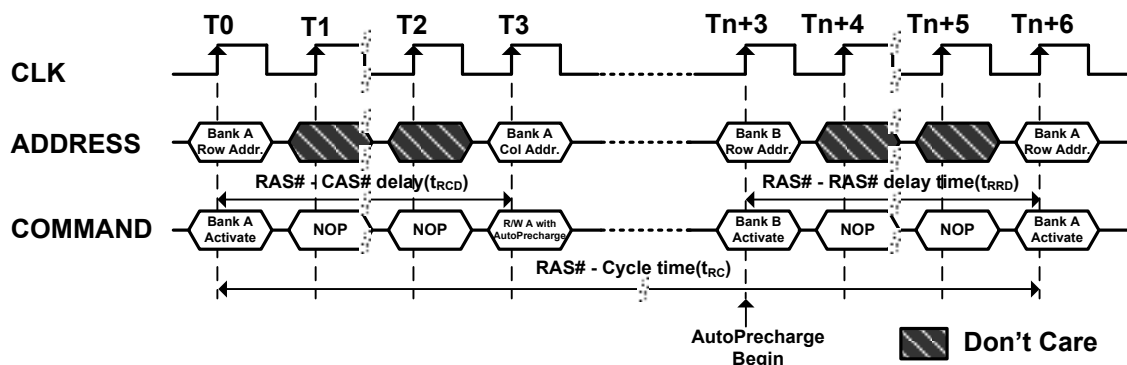 T0 T1 T2 T3 Tn+3 Tn+4 Tn+5 Tn+6
CLK
ADDRESS
Bank A
Row Addr.
Bank A
Col Addr.
Bank B
Row Addr.
Bank A
Row Addr.
RAS# - CAS# delay(tRCD)
RAS# - RAS# delay time(tRRD)
COMMAND
Bank A
Activate
NOP
NOP
R/W A with
AutoPrecharge
Bank B
Activate
NOP
NOP
Bank A
Activate
RAS# - Cycle time(tRC)
AutoPrecharge
Begin
Don't Care